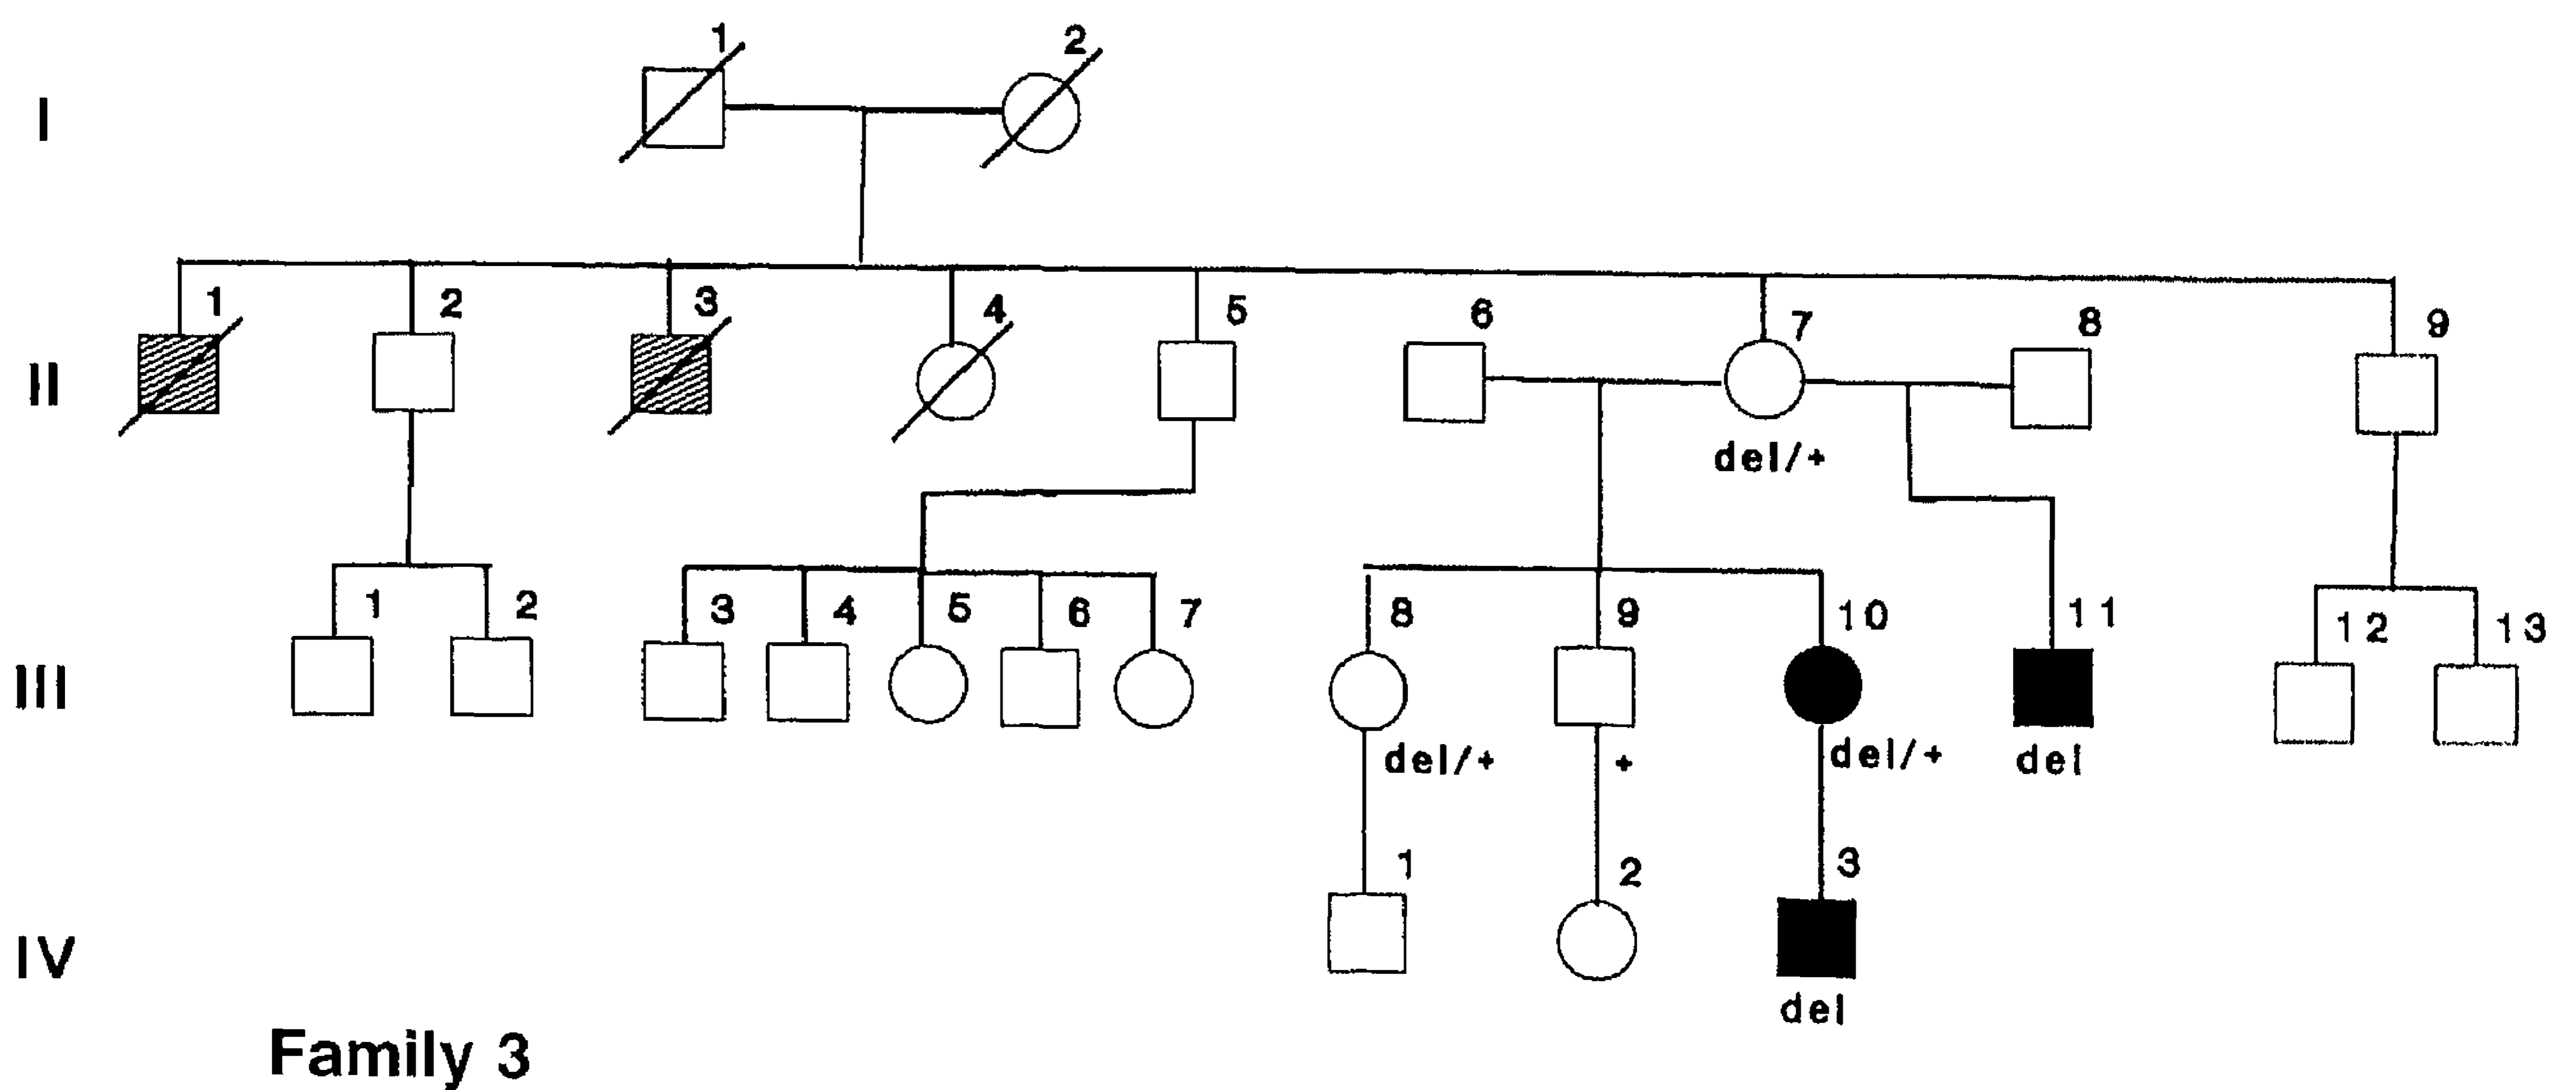 1 2
I
1 2 3 4 5 6 7 8 9
II
del/+
1 2 3 4 5 6 7 8 9 10 11 12 13
III
del/+ + del/+ del
1 2 3
IV
del
Family 3